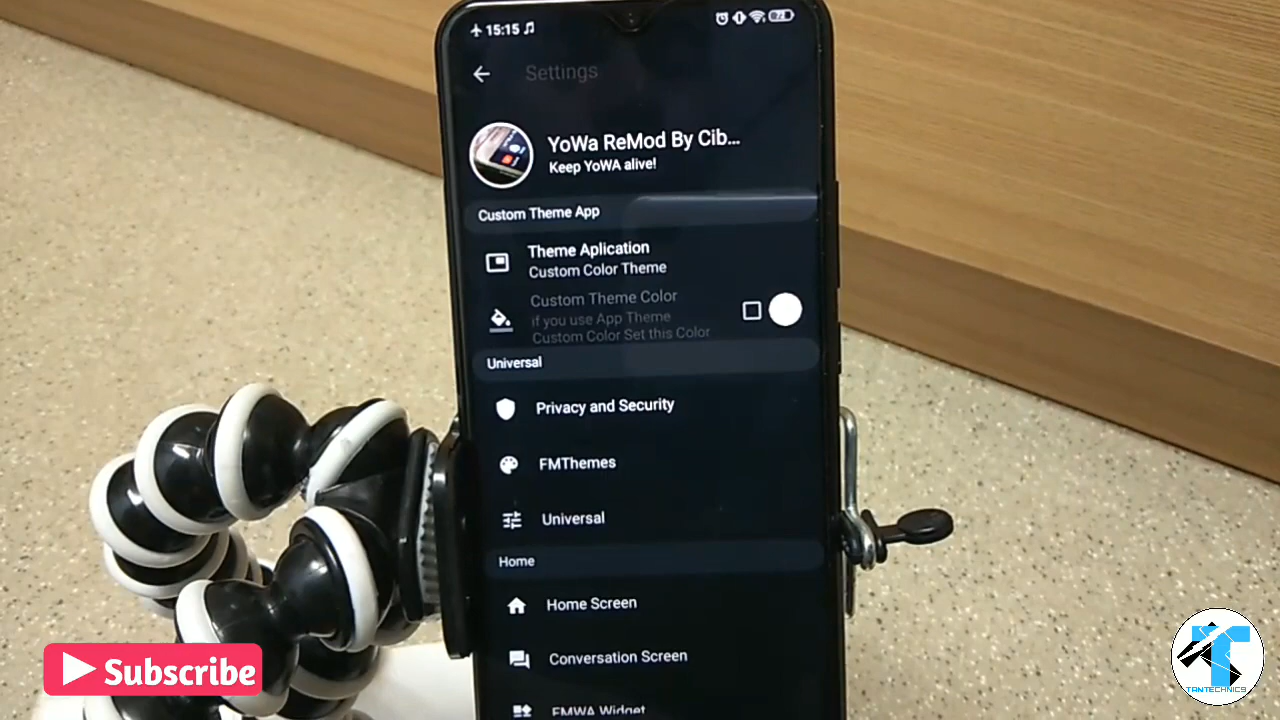 15:15
72
Settings
YoWa ReMod By Cib...
Keep YoWA alive!
Custom Theme App
Theme Aplication
Custom Color Theme
Custom Theme Color
if you use App Theme
Custom Color Set this Color
Universal
Privacy and Security
FMThemes
Universal
Home
Home Screen
Conversation Screen
FMWA Widget
Subscribe
TANTECHNICS